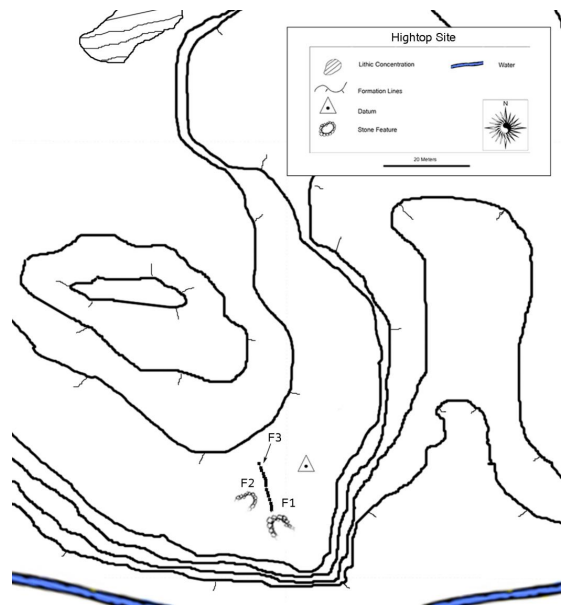 Hightop Site
Lithic Concentration
Water
Formation Lines
Datum
Stone Feature
N
20 Meters
F3
F2
F1